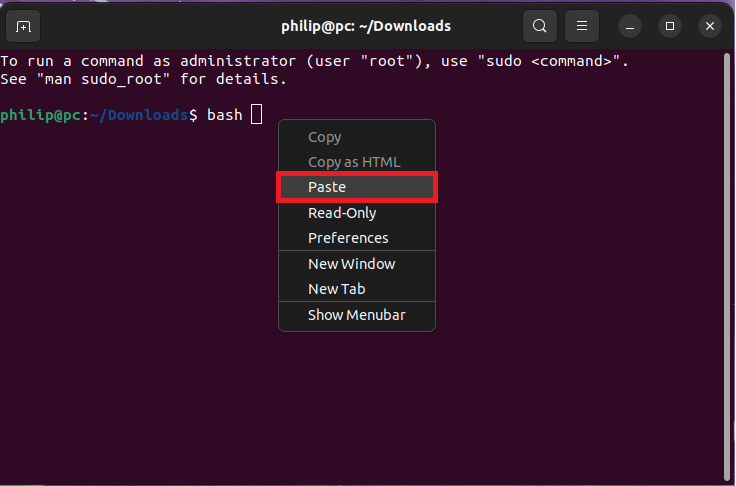 philip@pc: ~/Downloads
To run a command as administrator (user "root"), use "sudo <command>".
See "man sudo_root" for details.
philip@pc:~/Downloads$ bash
Copy
Copy as HTML
Paste
Read-Only
Preferences
New Window
New Tab
Show Menubar